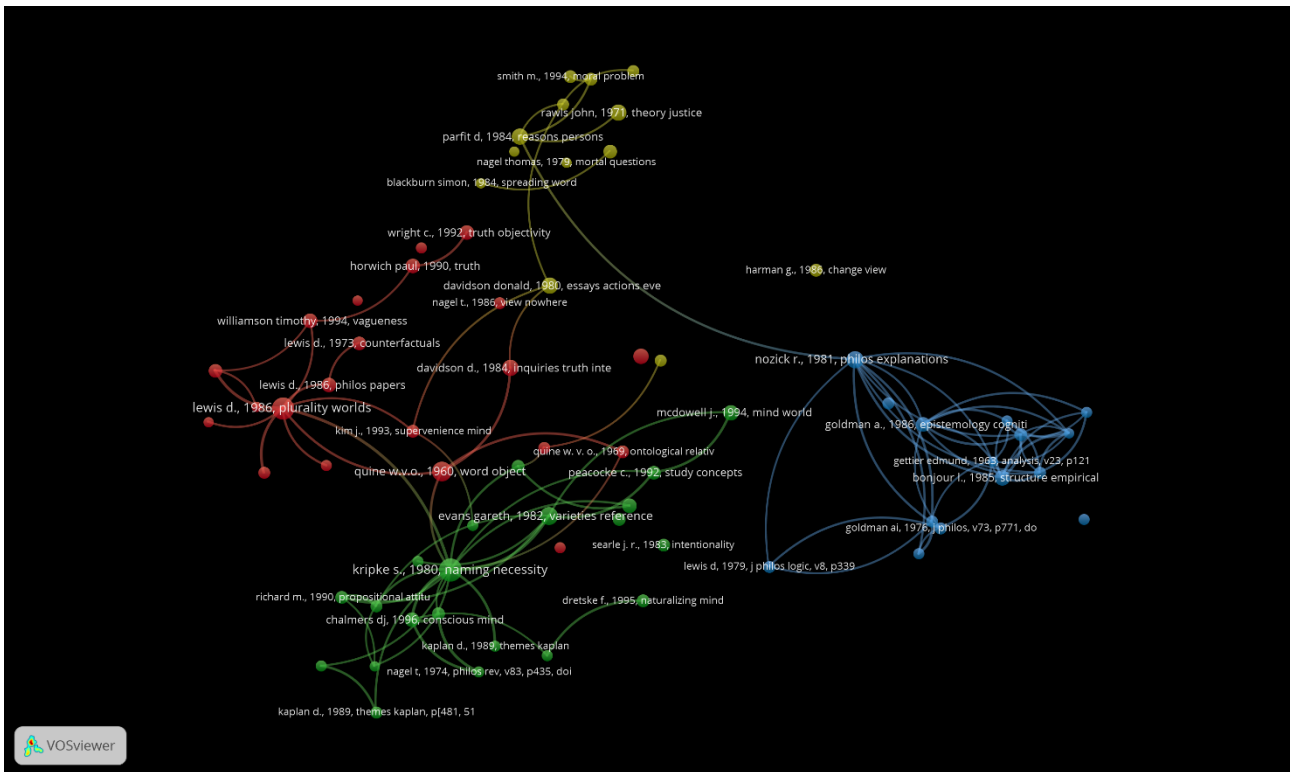 smith m., 1994, moral problem
rawls john, 1971, theory justice
parfit d, 1984, reasons persons
nagel thomas, 1979, mortal questions
blackburn simon, 1984, spreading word
wright c., 1992, truth objectivity
horwich paul, 1990, truth
harman g., 1986, change view
davidson donald, 1980, essays actions eve
nagel t., 1986, view nowhere
williamson timothy, 1994, vagueness
lewis d., 1973, counterfactuals
nozick r., 1981, philos explanations
davidson d., 1984, inquiries truth inte
lewis d., 1986, philos papers
lewis d., 1986, plurality worlds
mcdowell j., 1994, mind world
goldman a., 1986, epistemology cogniti
kim j., 1993, supervenience mind
quine w. v. o., 1969, ontological relativ
gettier edmund, 1963, analysis, v23, p121
quine w.v.o., 1960, word object
peacocke c., 1992, study concepts
bonjour l., 1985, structure empirical
evans gareth, 1982, varieties reference
goldman ai, 1976, j philos, v73, p771, do
searle j. r., 1983, intentionality
lewis d, 1979, j philos logic, v8, p339
kripke s., 1980, naming necessity
richard m., 1990, propositional attitu
dretske f., 1995, naturalizing mind
chalmers dj, 1996, conscious mind
kaplan d., 1989, themes kaplan
nagel t, 1974, philos rev, v83, p435, doi
kaplan d., 1989, themes kaplan, p[481, 51
VOSviewer